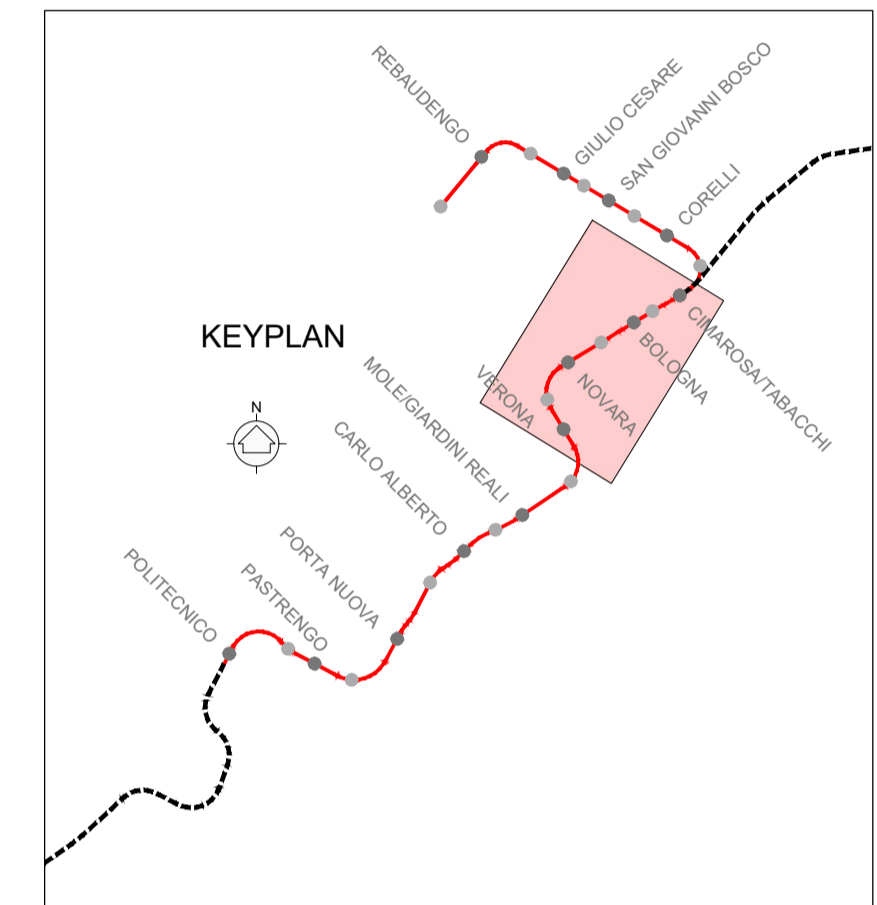 REBAUDENGO
GIULIO CESARE
SAN GIOVANNI BOSCO
CORELLI
KEYPLAN
N
CIMAROSA/TABACCHI
BOLOGNA
NOVARA
VERONA
MOLE/GIARDINI REALI
CARLO ALBERTO
PORTA NUOVA
PASTRENGO
POLITECNICO